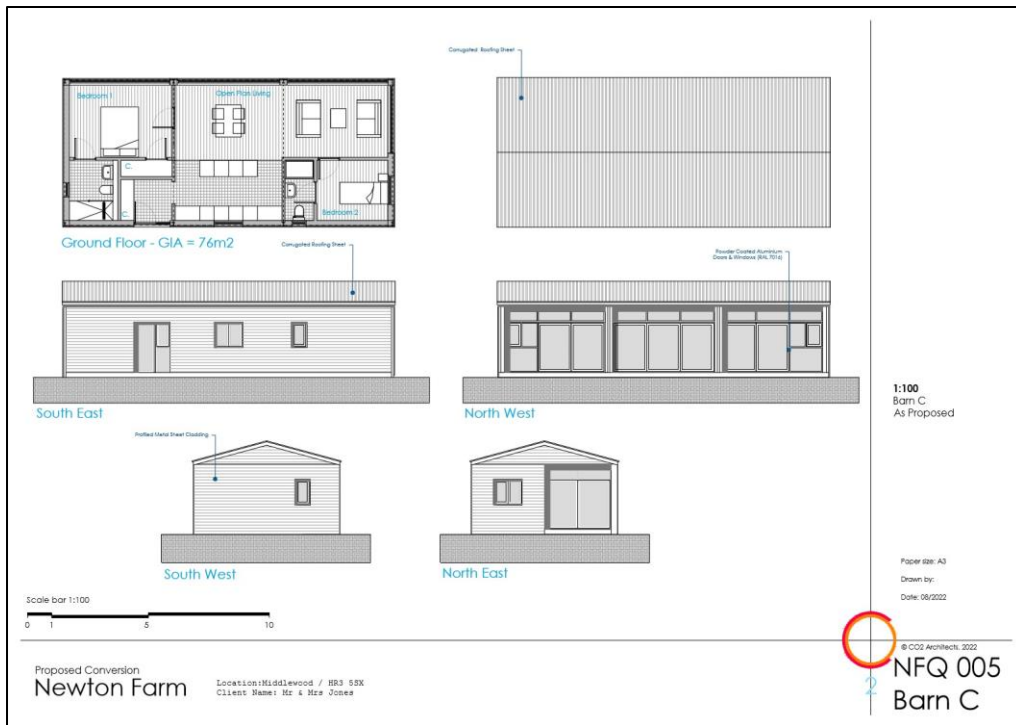 Corrugated Roofing Sheet
Bedroom 1
Open Plan Living
C.
C.
Bedroom 2
Ground Floor - GIA = 76m2
Corrugated Roofing Sheet
Powder Coated Aluminium
Doors & Windows (RAL 7016)
South East
North West
1:100
Barn C
As Proposed
Profiled Metal Sheet Cladding
South West
North East
Paper size: A3
Drawn by:
Date: 08/2022
Scale bar 1:100
0 1 5 10
Proposed Conversion
Newton Farm
Location:Middlewood / HR3 5SX
Client Name: Mr & Mrs Jones
2
© CO2 Architects. 2022
NFQ 005
Barn C